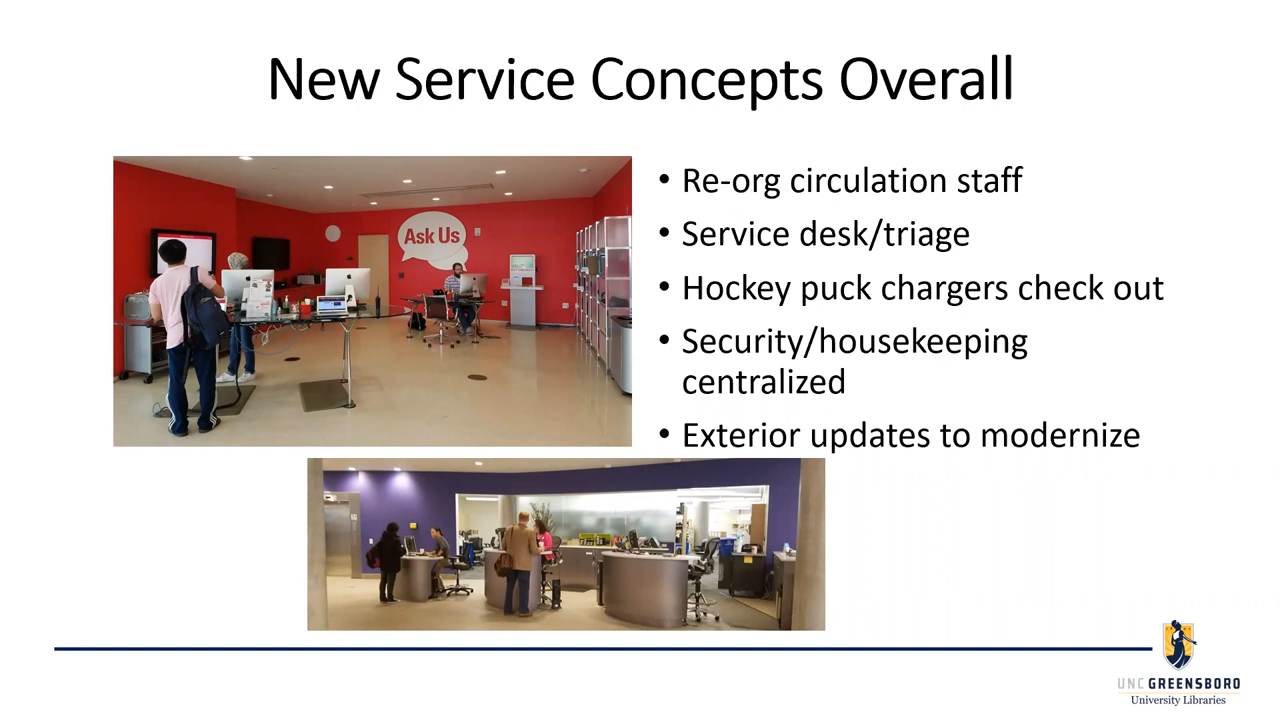 New Service Concepts Overall
Ask Us
• Re-org circulation staff
• Service desk/triage
• Hockey puck chargers check out
• Security/housekeeping
centralized
• Exterior updates to modernize
UNC GREENSBORO
University Libraries